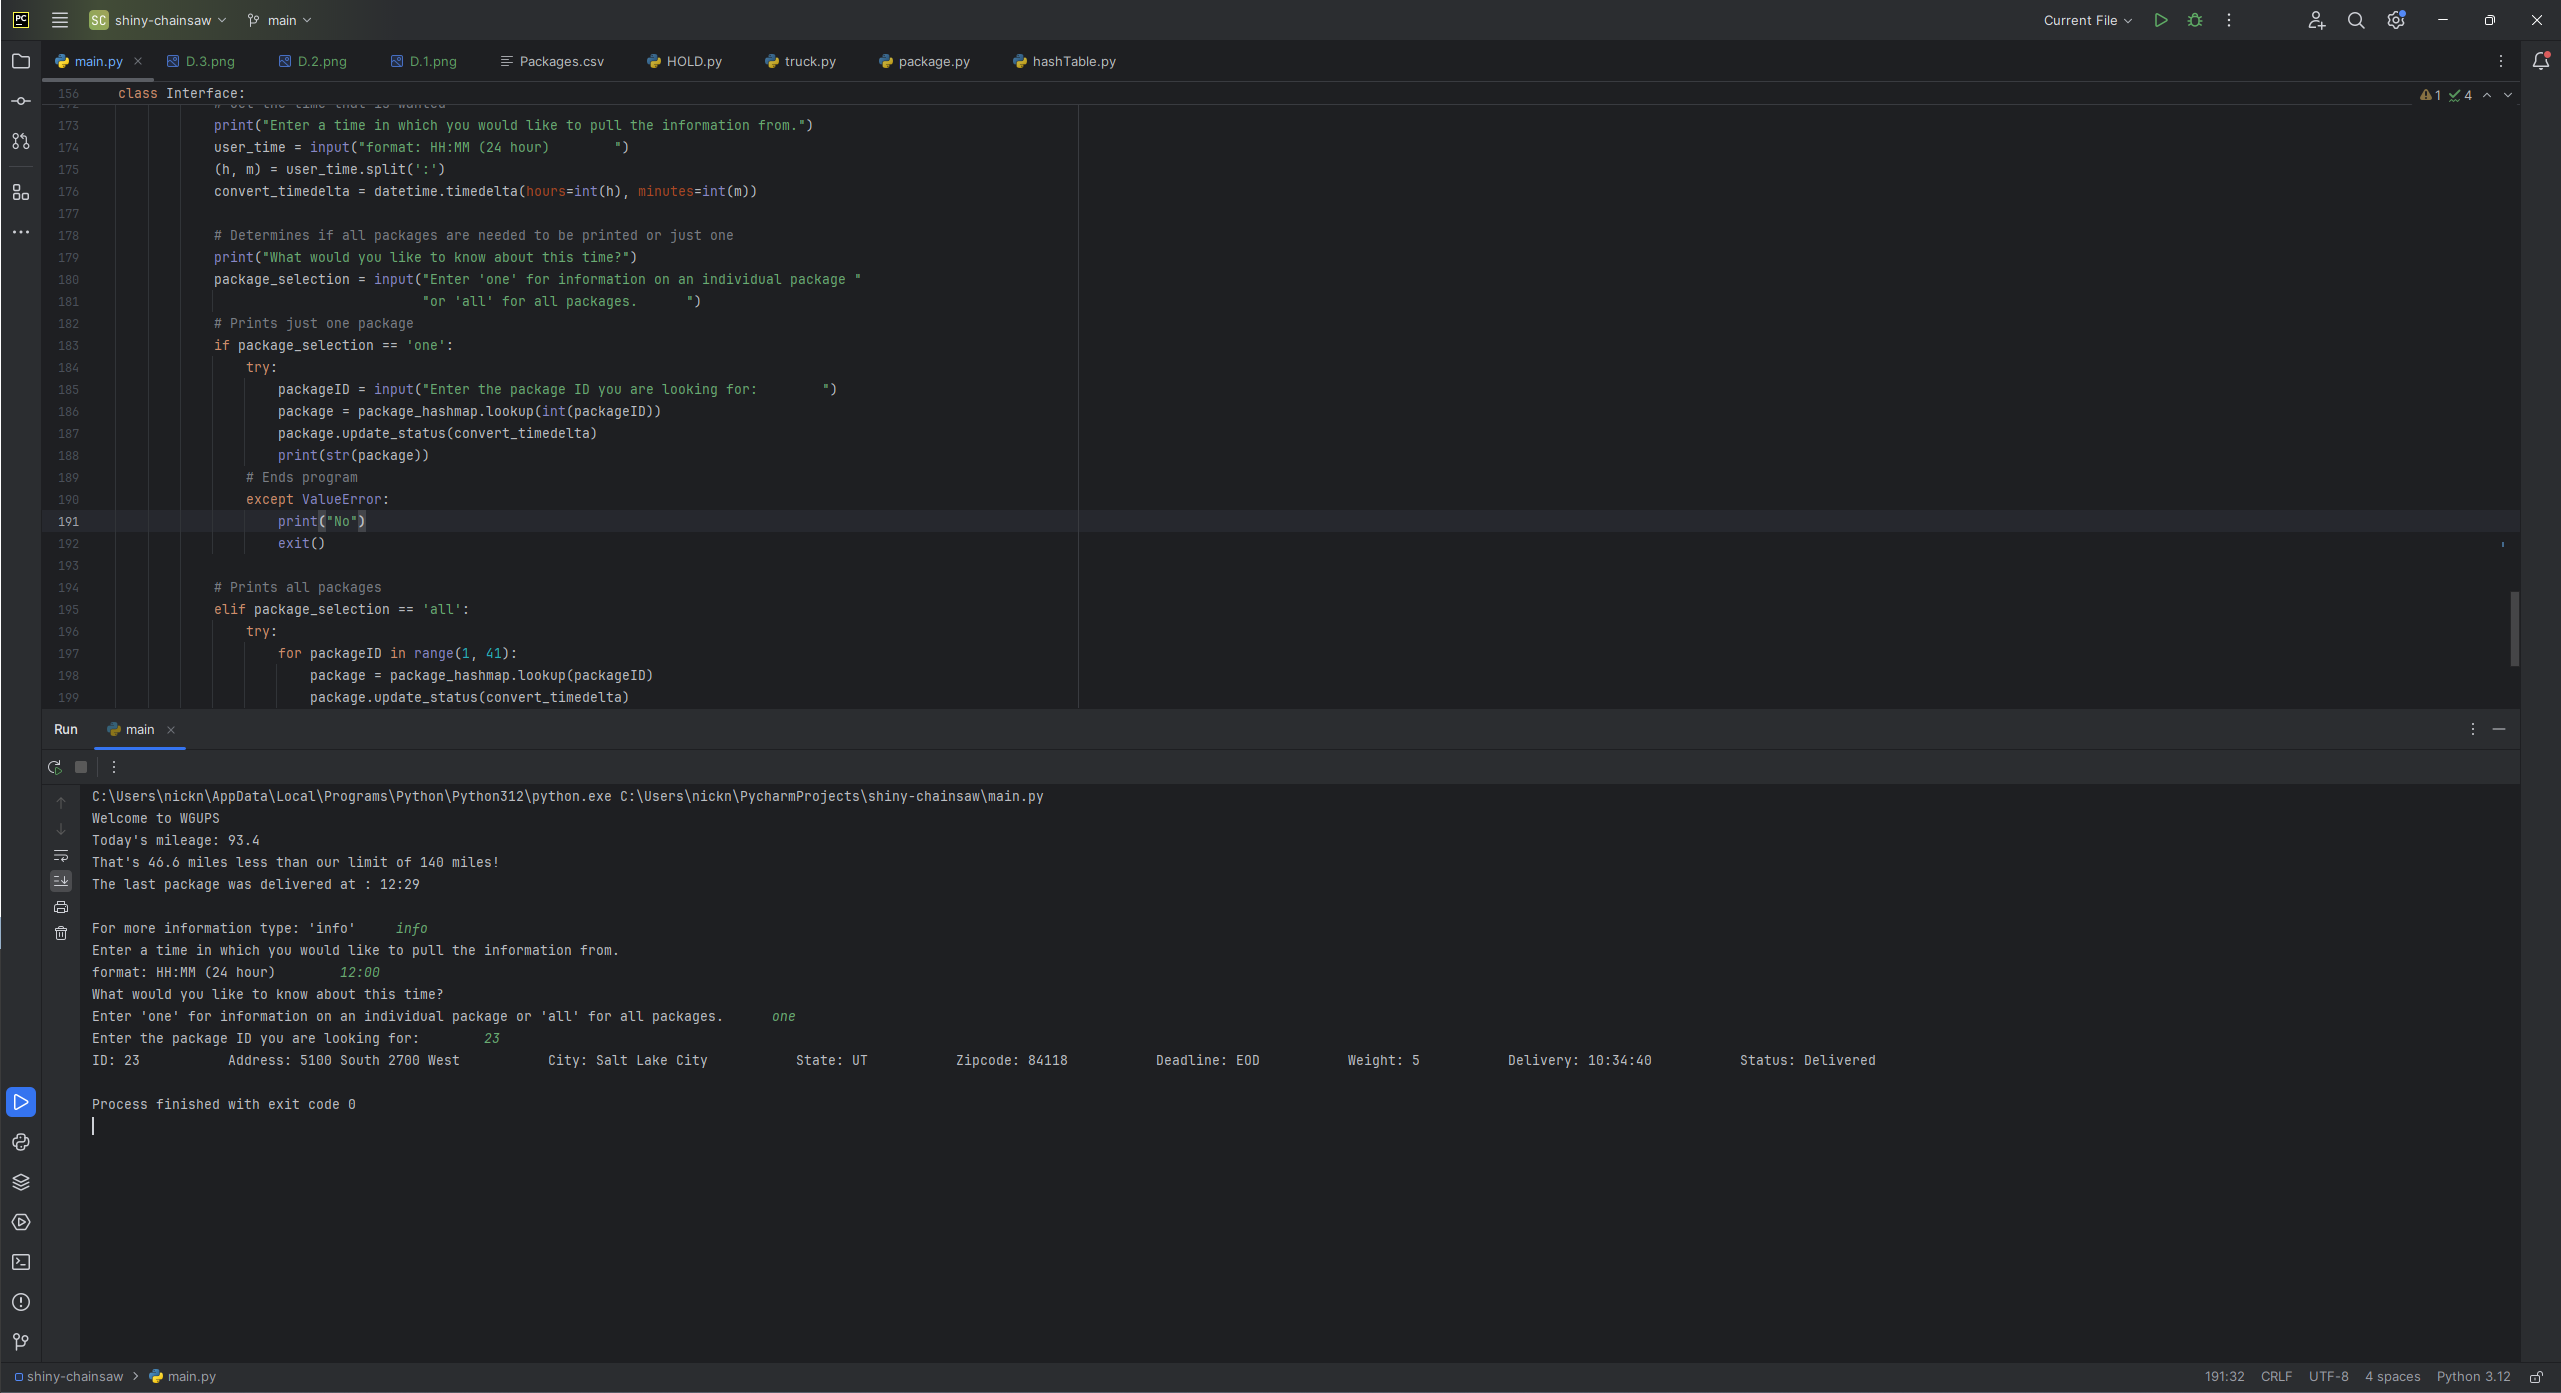 PC SC shiny-chainsaw main Current File
main.py D.3.png D.2.png D.1.png Packages.csv HOLD.py truck.py package.py hashTable.py
156 class Interface: 1 4
173 print("Enter a time in which you would like to pull the information from.")
174 user_time = input("format: HH:MM (24 hour)        ")
175 (h, m) = user_time.split(':')
176 convert_timedelta = datetime.timedelta(hours=int(h), minutes=int(m))
177
178 # Determines if all packages are needed to be printed or just one
179 print("What would you like to know about this time?")
180 package_selection = input("Enter 'one' for information on an individual package "
181 "or 'all' for all packages.      ")
182 # Prints just one package
183 if package_selection == 'one':
184 try:
185 packageID = input("Enter the package ID you are looking for:        ")
186 package = package_hashmap.lookup(int(packageID))
187 package.update_status(convert_timedelta)
188 print(str(package))
189 # Ends program
190 except ValueError:
191 print("No")
192 exit()
193
194 # Prints all packages
195 elif package_selection == 'all':
196 try:
197 for packageID in range(1, 41):
198 package = package_hashmap.lookup(packageID)
199 package.update_status(convert_timedelta)
Run main
C:\Users\nickn\AppData\Local\Programs\Python\Python312\python.exe C:\Users\nickn\PycharmProjects\shiny-chainsaw\main.py
Welcome to WGUPS
Today's mileage: 93.4
That's 46.6 miles less than our limit of 140 miles!
The last package was delivered at : 12:29
For more information type: 'info'     info
Enter a time in which you would like to pull the information from.
format: HH:MM (24 hour)        12:00
What would you like to know about this time?
Enter 'one' for information on an individual package or 'all' for all packages.      one
Enter the package ID you are looking for:        23
ID: 23           Address: 5100 South 2700 West           City: Salt Lake City           State: UT           Zipcode: 84118           Deadline: EOD           Weight: 5           Delivery: 10:34:40           Status: Delivered
Process finished with exit code 0
shiny-chainsaw > main.py 191:32 CRLF UTF-8 4 spaces Python 3.12